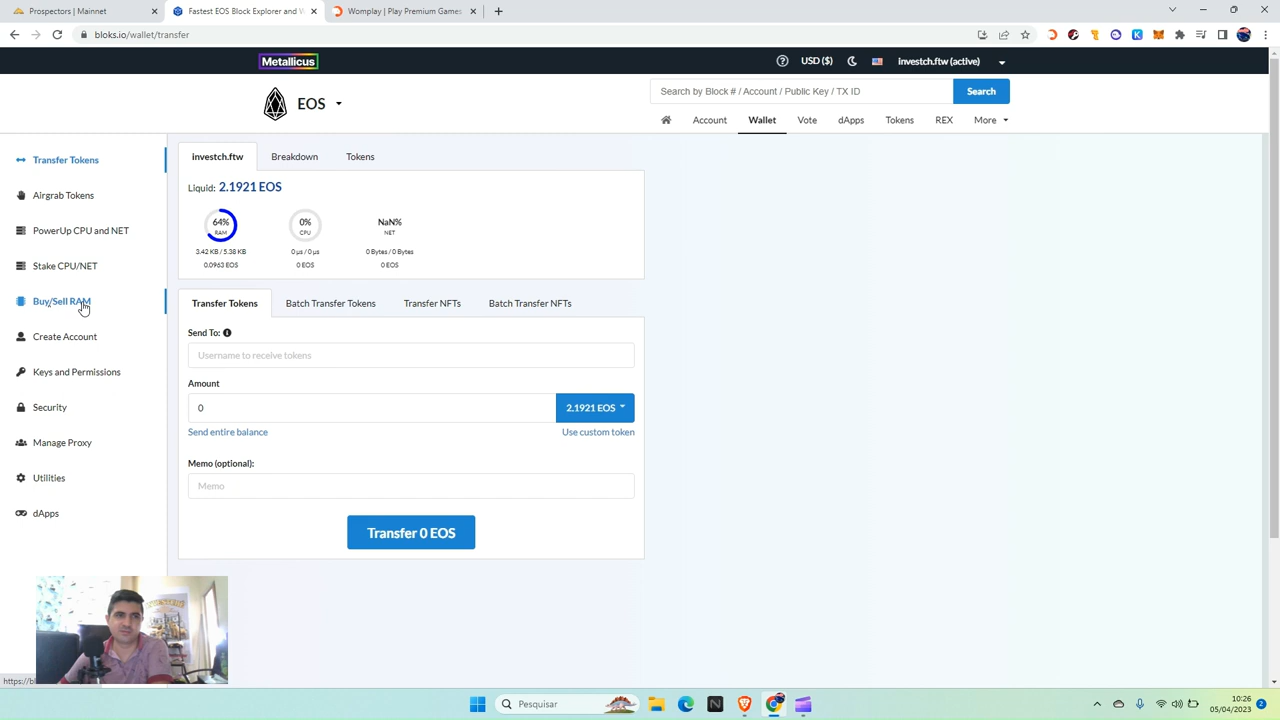 Prospectors | Mainnet
Fastest EOS Block Explorer and W
Womplay | Play Premium Games
bloks.io/wallet/transfer
Metallicus
USD ($)
investch.ftw (active)
EOS
Search by Block # / Account / Public Key / TX ID
Search
Account
Wallet
Vote
dApps
Tokens
REX
More
Transfer Tokens
Airgrab Tokens
PowerUp CPU and NET
Stake CPU/NET
Buy/Sell RAM
Create Account
Keys and Permissions
Security
Manage Proxy
Utilities
dApps
investch.ftw
Breakdown
Tokens
Liquid: 2.1921 EOS
64%
RAM
3.42 KB / 5.38 KB
0.0963 EOS
0%
CPU
0 µs / 0 µs
0 EOS
NaN%
NET
0 Bytes / 0 Bytes
0 EOS
Transfer Tokens
Batch Transfer Tokens
Transfer NFTs
Batch Transfer NFTs
Send To:
Username to receive tokens
Amount
0
2.1921 EOS
Send entire balance
Use custom token
Memo (optional):
Memo
Transfer 0 EOS
https://bl
Pesquisar
10:26
05/04/2023
2